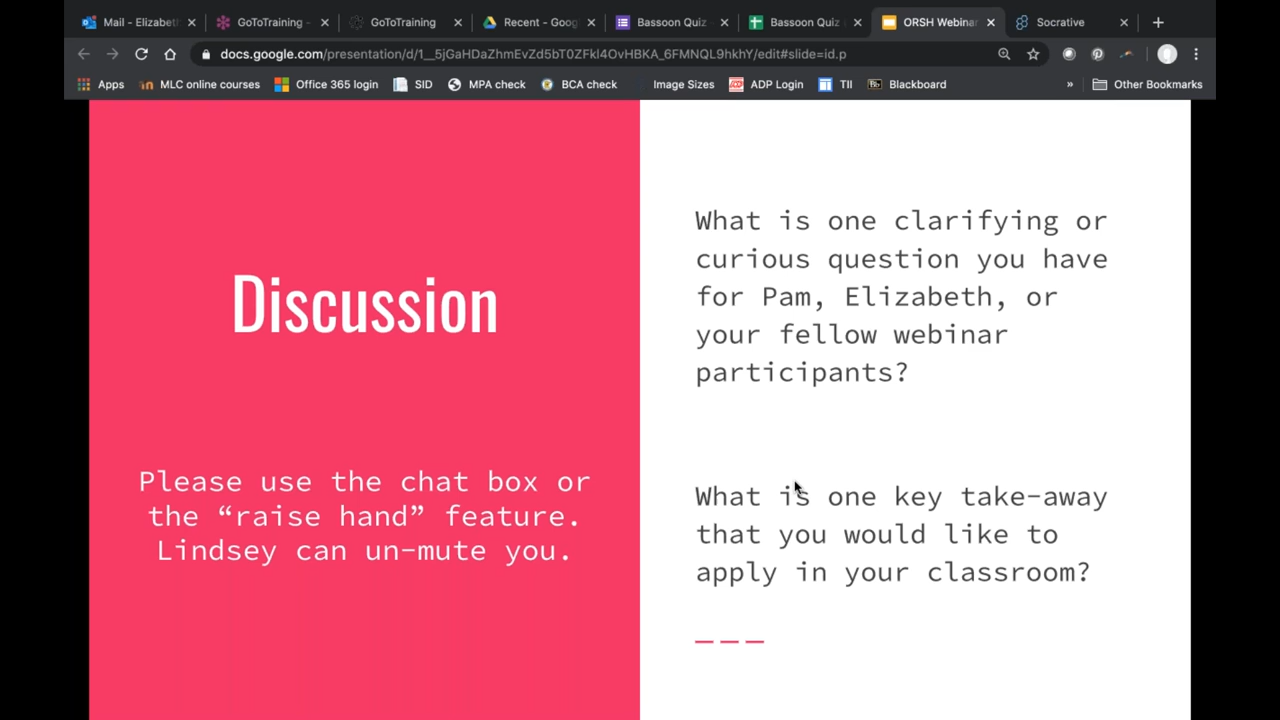 Mail - Elizabeth
GoToTraining -
GoToTraining
Recent - Goog
Bassoon Quiz -
Bassoon Quiz
ORSH Webinar
Socrative
docs.google.com/presentation/d/1__5jGaHDaZhmEvZd5bT0ZFkl4OvHBKA_6FMNQL9hkhY/edit#slide=id.p
Apps
MLC online courses
Office 365 login
SID
MPA check
BCA check
Image Sizes
ADP Login
TII
Bb
Blackboard
»
Other Bookmarks
Discussion
Please use the chat box or
the “raise hand” feature.
Lindsey can un-mute you.
What is one clarifying or
curious question you have
for Pam, Elizabeth, or
your fellow webinar
participants?
What is one key take-away
that you would like to
apply in your classroom?